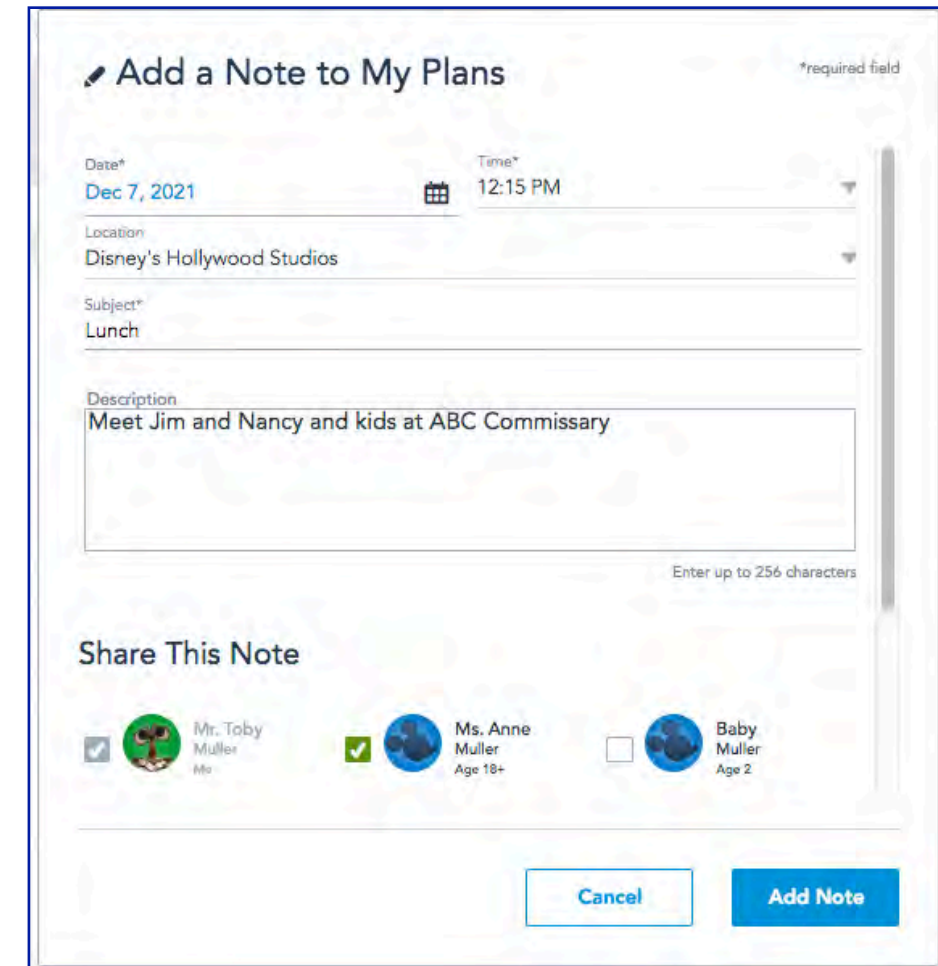 Add a Note to My Plans
*required field
Date*
Time*
Dec 7, 2021
12:15 PM
Location
Disney's Hollywood Studios
Subject*
Lunch
Description
Meet Jim and Nancy and kids at ABC Commissary
Enter up to 256 characters
Share This Note
Mr. Toby
Muller
Me
Ms. Anne
Muller
Age 18+
Baby
Muller
Age 2
Cancel
Add Note